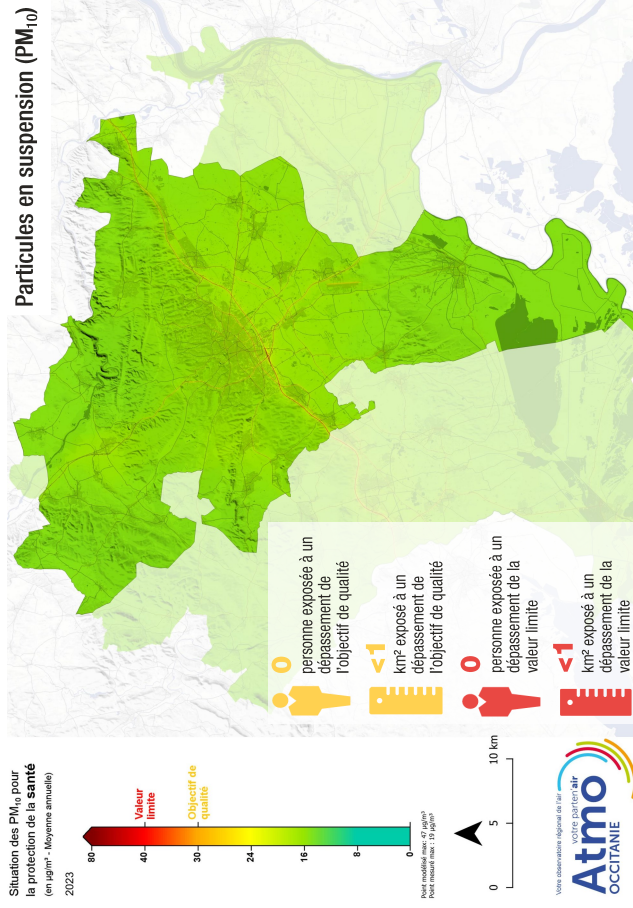 Particules en suspension (PM₁₀)
Situation des PM₁₀ pour
la protection de la santé
(en µg/m³ - Moyenne annuelle)
2023
80
40
30
24
16
8
0
Valeur
limite
Objectif de
qualité
Point modélisé max: 47 µg/m³
Point mesuré max : 19 µg/m³
0 5 10 km
0
personne exposée à un
dépassement de
l'objectif de qualité
<1
km² exposé à un
dépassement de
l'objectif de qualité
0
personne exposée à un
dépassement de la
valeur limite
<1
km² exposé à un
dépassement de la
valeur limite
Votre observatoire régional de l'air
votre parten'air
Atmo
OCCITANIE